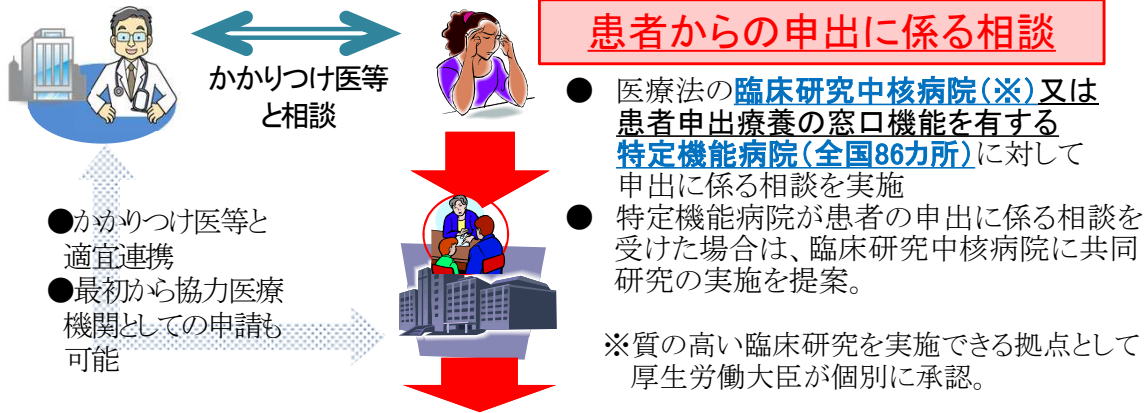 患者からの申出に係る相談
かかりつけ医等
と相談
● 医療法の臨床研究中核病院(※)又は
患者申出療養の窓口機能を有する
特定機能病院(全国86カ所)に対して
申出に係る相談を実施
● 特定機能病院が患者の申出に係る相談を
受けた場合は、臨床研究中核病院に共同
研究の実施を提案。
※質の高い臨床研究を実施できる拠点として
厚生労働大臣が個別に承認。
●かかりつけ医等と
適宜連携
●最初から協力医療
機関としての申請も
可能